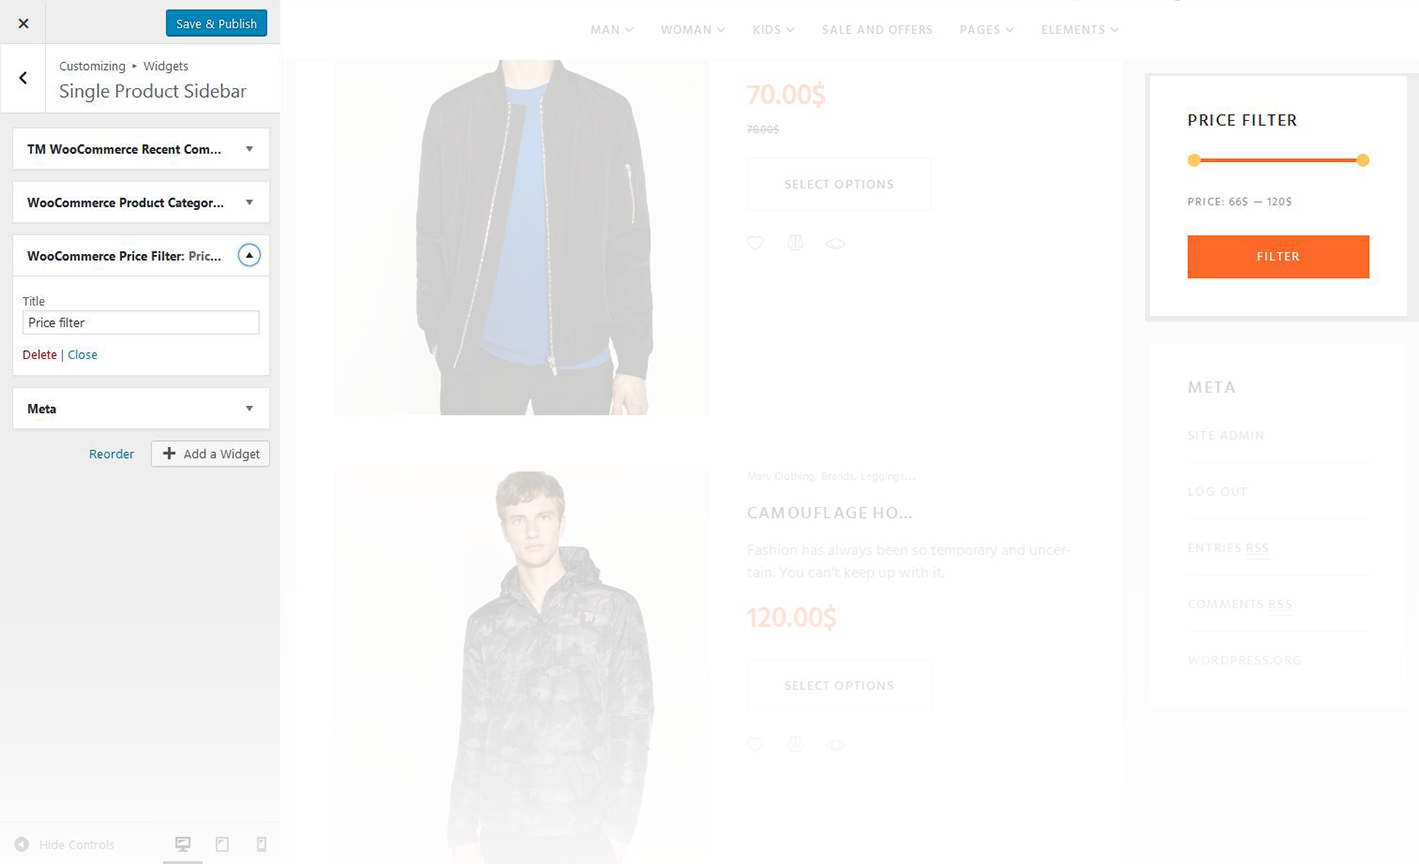 Save & Publish
Customizing ▸ Widgets
Single Product Sidebar
TM WooCommerce Recent Com...
WooCommerce Product Categor...
WooCommerce Price Filter: Pric...
Title
Price filter
Delete | Close
Meta
Reorder
Add a Widget
Hide Controls
MAN WOMAN KIDS SALE AND OFFERS PAGES ELEMENTS
70.00$
78.00$
SELECT OPTIONS
Man, Clothing, Brands, Leggings...
CAMOUFLAGE HO...
Fashion has always been so temporary and uncer-
tain. You can't keep up with it.
120.00$
SELECT OPTIONS
PRICE FILTER
PRICE: 66$ — 120$
FILTER
META
SITE ADMIN
LOG OUT
ENTRIES RSS
COMMENTS RSS
WORDPRESS.ORG